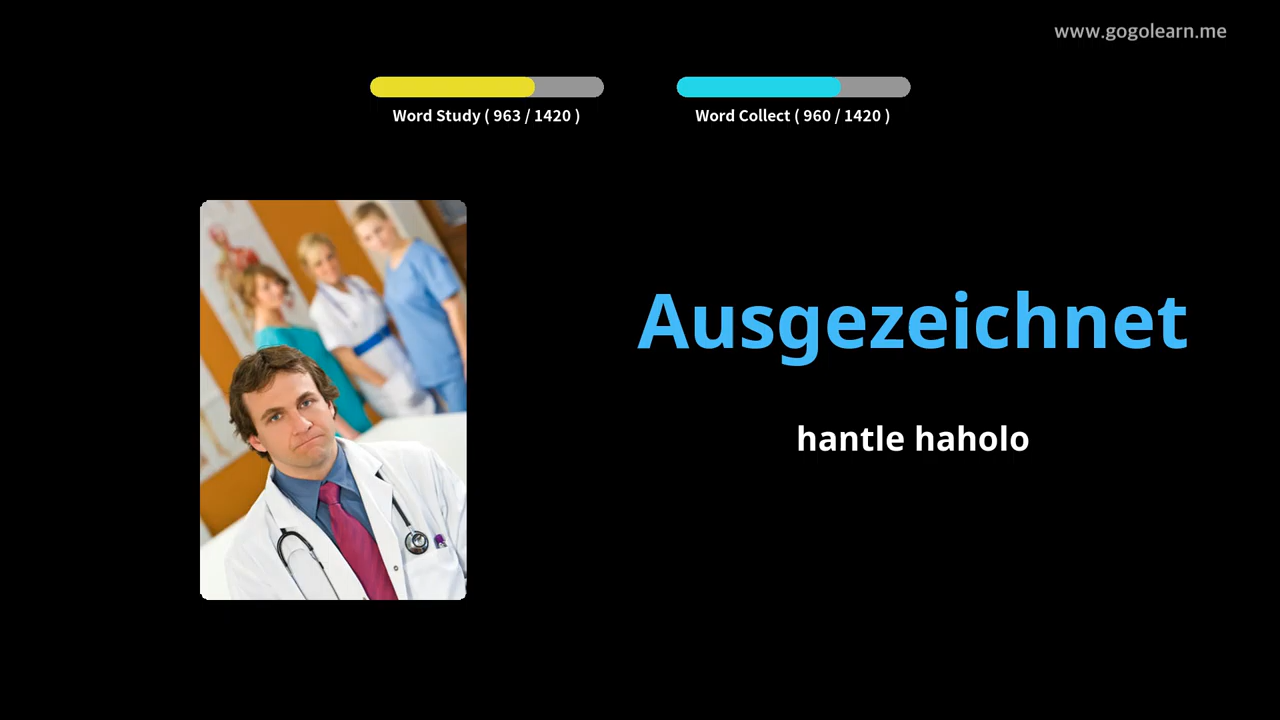 www.gogolearn.me
Word Study ( 963 / 1420 )
Word Collect ( 960 / 1420 )
Ausgezeichnet
hantle haholo